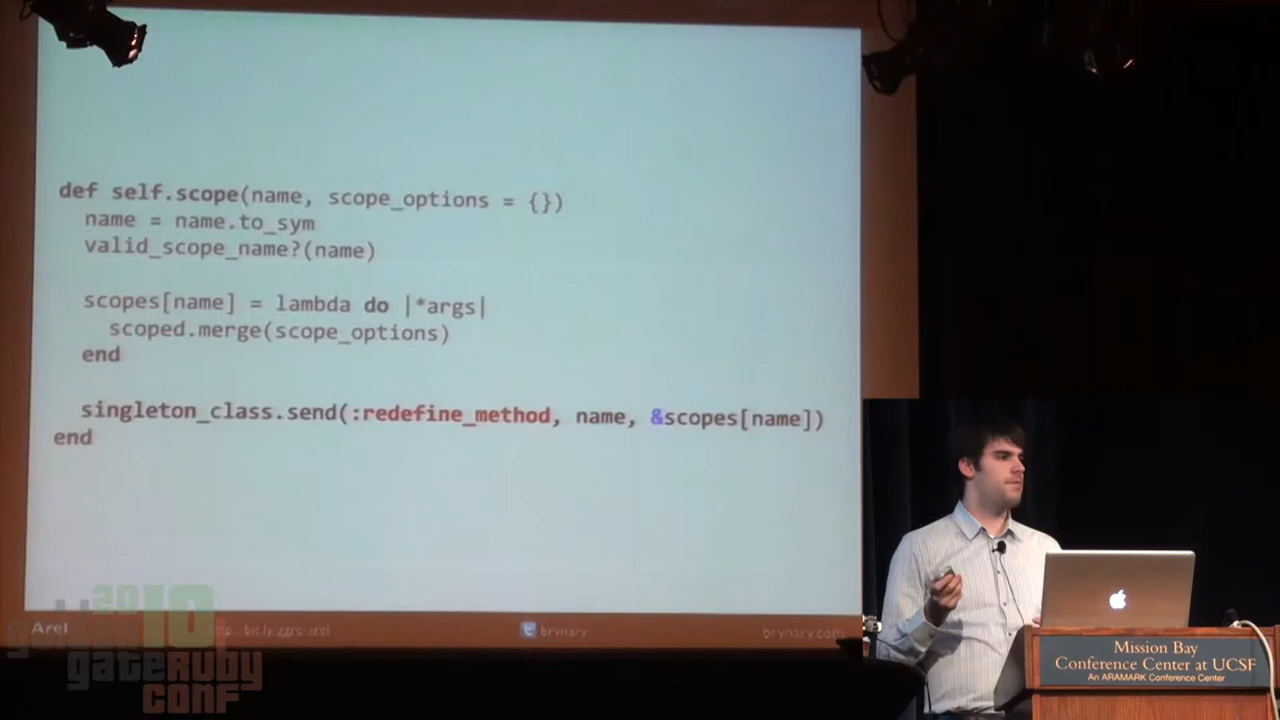 def self.scope(name, scope_options = {})
name = name.to_sym
valid_scope_name?(name)
scopes[name] = lambda do |*args|
scoped.merge(scope_options)
end
singleton_class.send(:redefine_method, name, &scopes[name])
end
Arel
brynary
brynary.com
2010
golden
gateRuby
CONF
Mission Bay
Conference Center at UCSF
An ARAMARK Conference Center